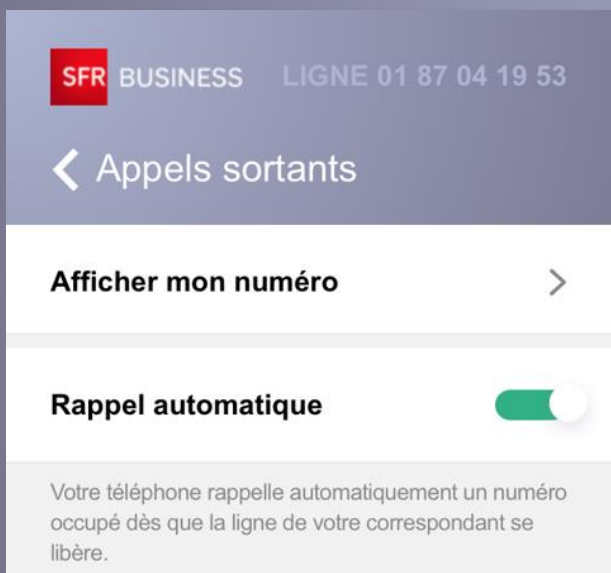 SFR BUSINESS LIGNE 01 87 04 19 53
Appels sortants
Afficher mon numéro
Rappel automatique
Votre téléphone rappelle automatiquement un numéro
occupé dès que la ligne de votre correspondant se
libère.